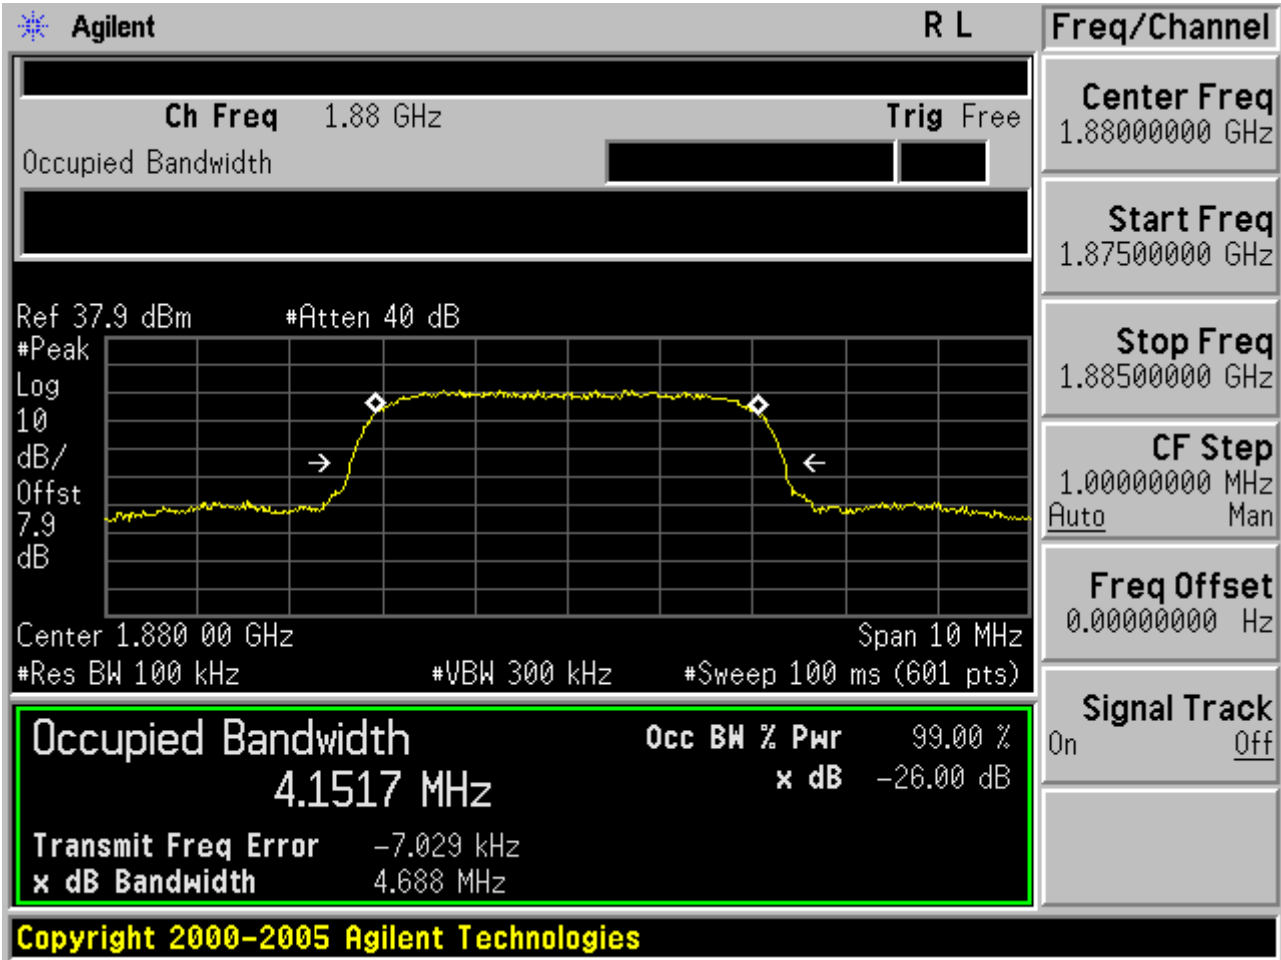 Agilent R L
Freq/Channel
Ch Freq 1.88 GHz Trig Free
Occupied Bandwidth
Center Freq
1.88000000 GHz
Start Freq
1.87500000 GHz
Stop Freq
1.88500000 GHz
CF Step
1.00000000 MHz
Auto Man
Freq Offset
0.00000000 Hz
Signal Track
On Off
Ref 37.9 dBm #Atten 40 dB
#Peak
Log
10
dB/
Offst
7.9
dB
Center 1.880 00 GHz Span 10 MHz
#Res BW 100 kHz #VBW 300 kHz #Sweep 100 ms (601 pts)
Occupied Bandwidth Occ BW % Pwr 99.00 %
4.1517 MHz x dB -26.00 dB
Transmit Freq Error -7.029 kHz
x dB Bandwidth 4.688 MHz
Copyright 2000-2005 Agilent Technologies